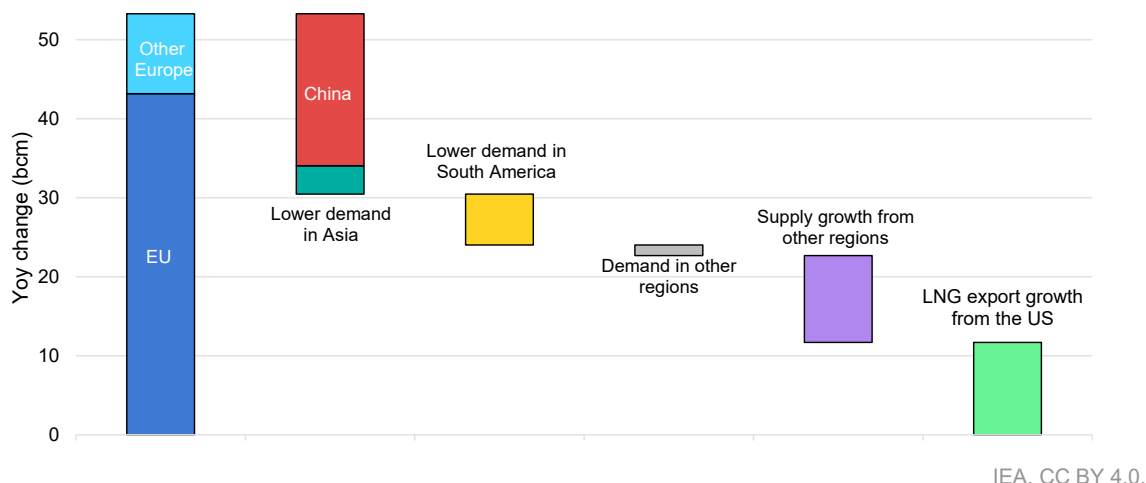 50
40
30
20
10
0
Yoy change (bcm)
Other
Europe
EU
China
Lower demand
in Asia
Lower demand in
South America
Demand in other
regions
Supply growth from
other regions
LNG export growth
from the US
IEA. CC BY 4.0.